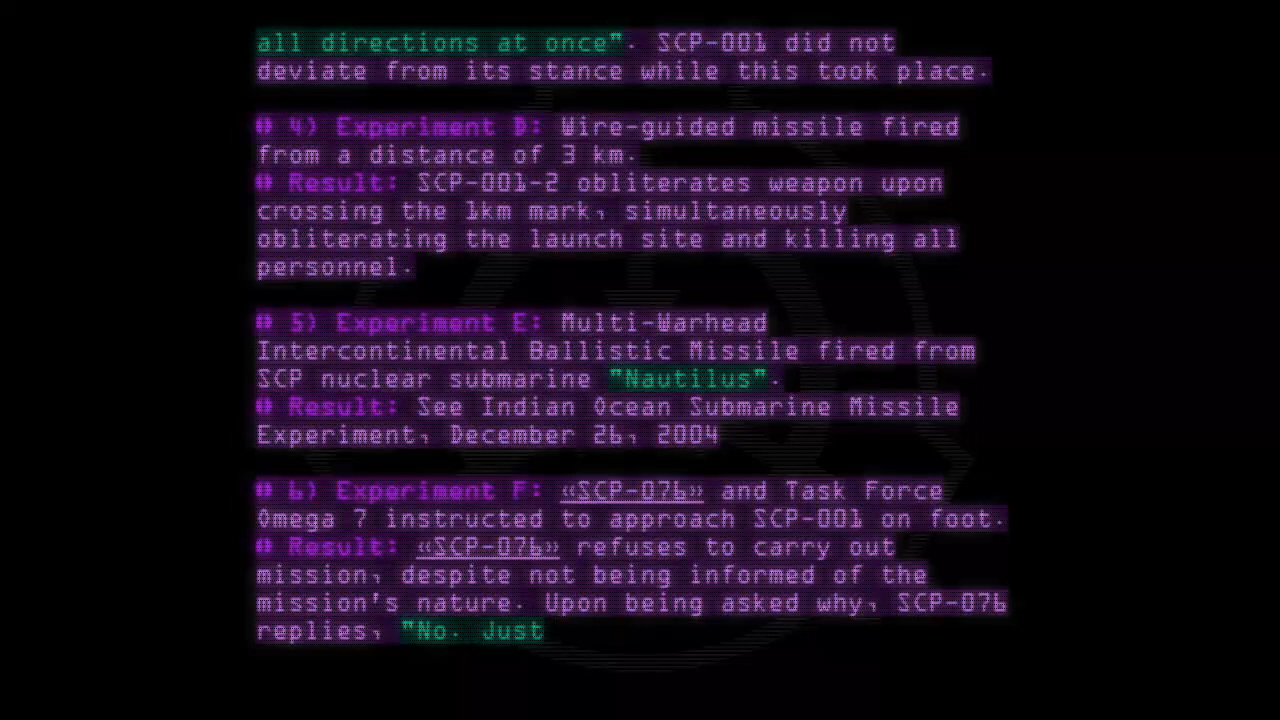 all directions at once". SCP-001 did not
deviate from its stance while this took place.
4) Experiment D: Wire-guided missile fired
from a distance of 3 km.
Result: SCP-001-2 obliterates weapon upon
crossing the 1km mark, simultaneously
obliterating the launch site and killing all
personnel.
5) Experiment E: Multi-Warhead
Intercontinental Ballistic Missile fired from
SCP nuclear submarine "Nautilus".
Result: See Indian Ocean Submarine Missile
Experiment, December 26, 2004
6) Experiment F: «SCP-076» and Task Force
Omega 7 instructed to approach SCP-001 on foot.
Result: «SCP-076» refuses to carry out
mission, despite not being informed of the
mission's nature. Upon being asked why, SCP-076
replies, "No. Just